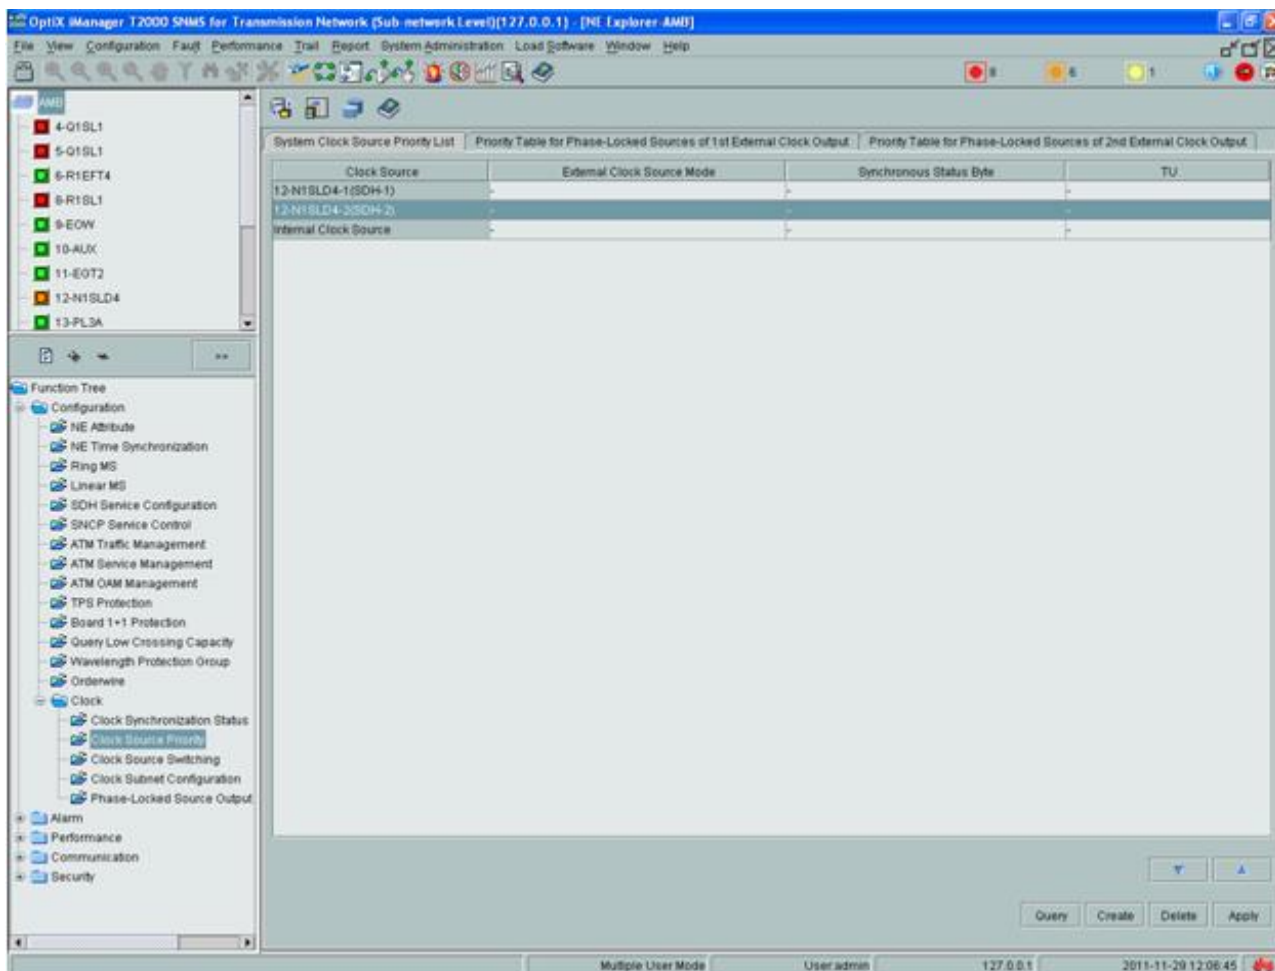 OptiX iManager T2000 SNMS for Transmission Network (Sub-network Level)(127.0.0.1) - [NE Explorer-AMB]
File View Configuration Fault Performance Trail Report System Administration Load Software Window Help
8 6 1
AMB
4-Q1SL1
5-Q1SL1
6-R1EFT4
8-R1SL1
9-EOW
10-AUX
11-EGT2
12-N1SLD4
13-PL3A
System Clock Source Priority List Priority Table for Phase-Locked Sources of 1st External Clock Output Priority Table for Phase-Locked Sources of 2nd External Clock Output
Clock Source External Clock Source Mode Synchronous Status Byte TU
12-N1SLD4-1(SDH-1) - - -
12-N1SLD4-2(SDH-2) - - -
Internal Clock Source - - -
>>
Function Tree
Configuration
NE Attribute
NE Time Synchronization
Ring MS
Linear MS
SDH Service Configuration
SNCP Service Control
ATM Traffic Management
ATM Service Management
ATM OAM Management
TPS Protection
Board 1+1 Protection
Query Low Crossing Capacity
Wavelength Protection Group
Orderwire
Clock
Clock Synchronization Status
Clock Source Priority
Clock Source Switching
Clock Subnet Configuration
Phase-Locked Source Output
Alarm
Performance
Communication
Security
Query Create Delete Apply
Multiple User Mode User:admin 127.0.0.1 2011-11-29 12:06:45